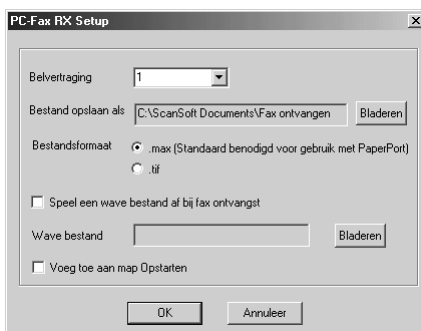 PC-Fax RX Setup
Belvertraging 1
Bestand opslaan als C:\ScanSoft Documents\Fax ontvangen Bladeren
Bestandsformaat .max (Standaard benodigd voor gebruik met PaperPort)
.tif
Speel een wave bestand af bij fax ontvangst
Wave bestand Bladeren
Voeg toe aan map Opstarten
OK Annuleer